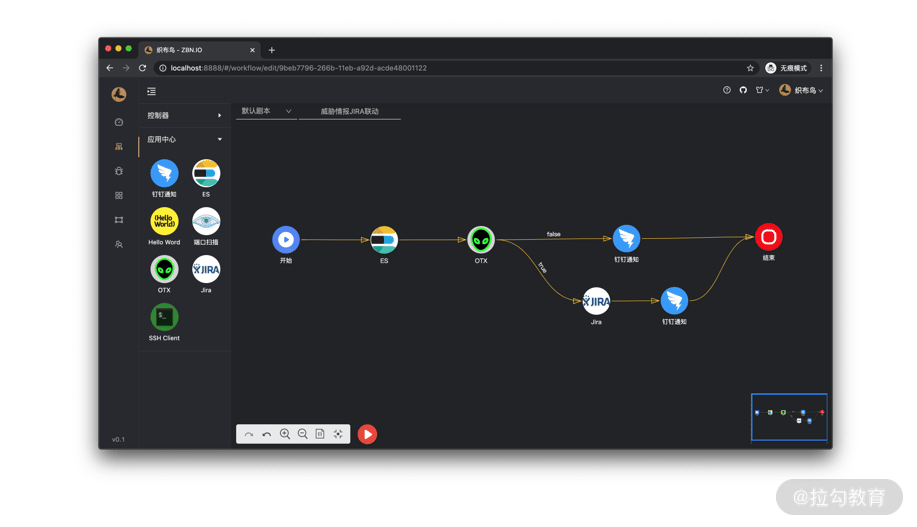 织布鸟 - ZBN.IO
localhost:8888/#/workflow/edit/9beb7796-266b-11eb-a92d-acde48001122
无痕模式
织布鸟
控制器
默认剧本
威胁情报JIRA联动
应用中心
钉钉通知
ES
Hello World
Hello Word
端口扫描
OTX
JIRA
Jira
$_
SSH Client
开始
ES
OTX
false
true
钉钉通知
JIRA
Jira
钉钉通知
结束
v0.1
@拉勾教育